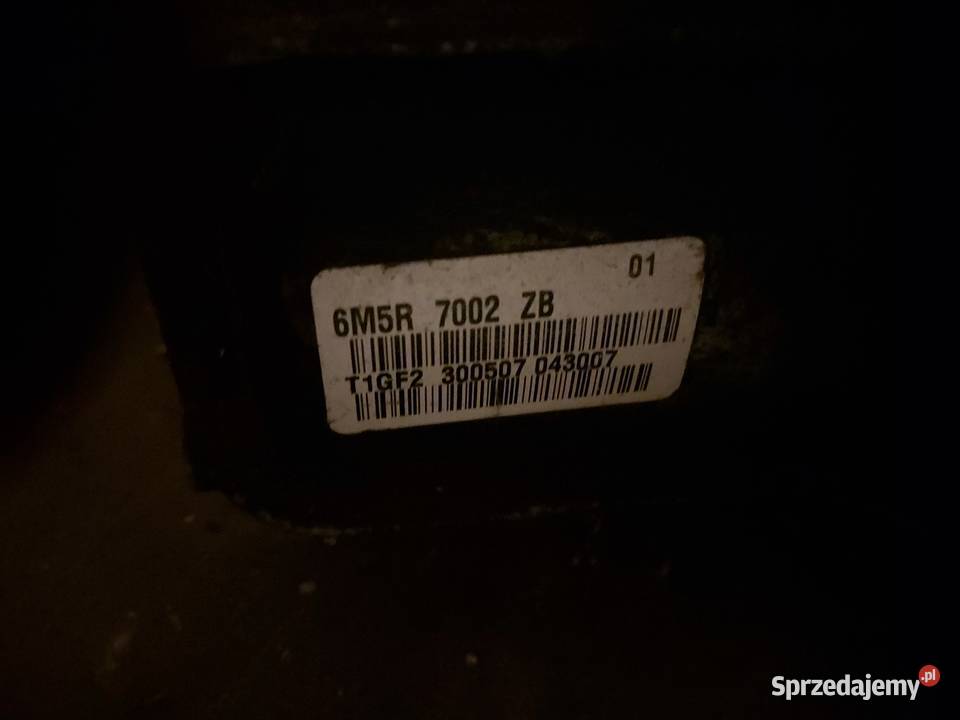 01
6M5R 7002 ZB
T1GF2 300507 043007
Sprzedajemy.pl